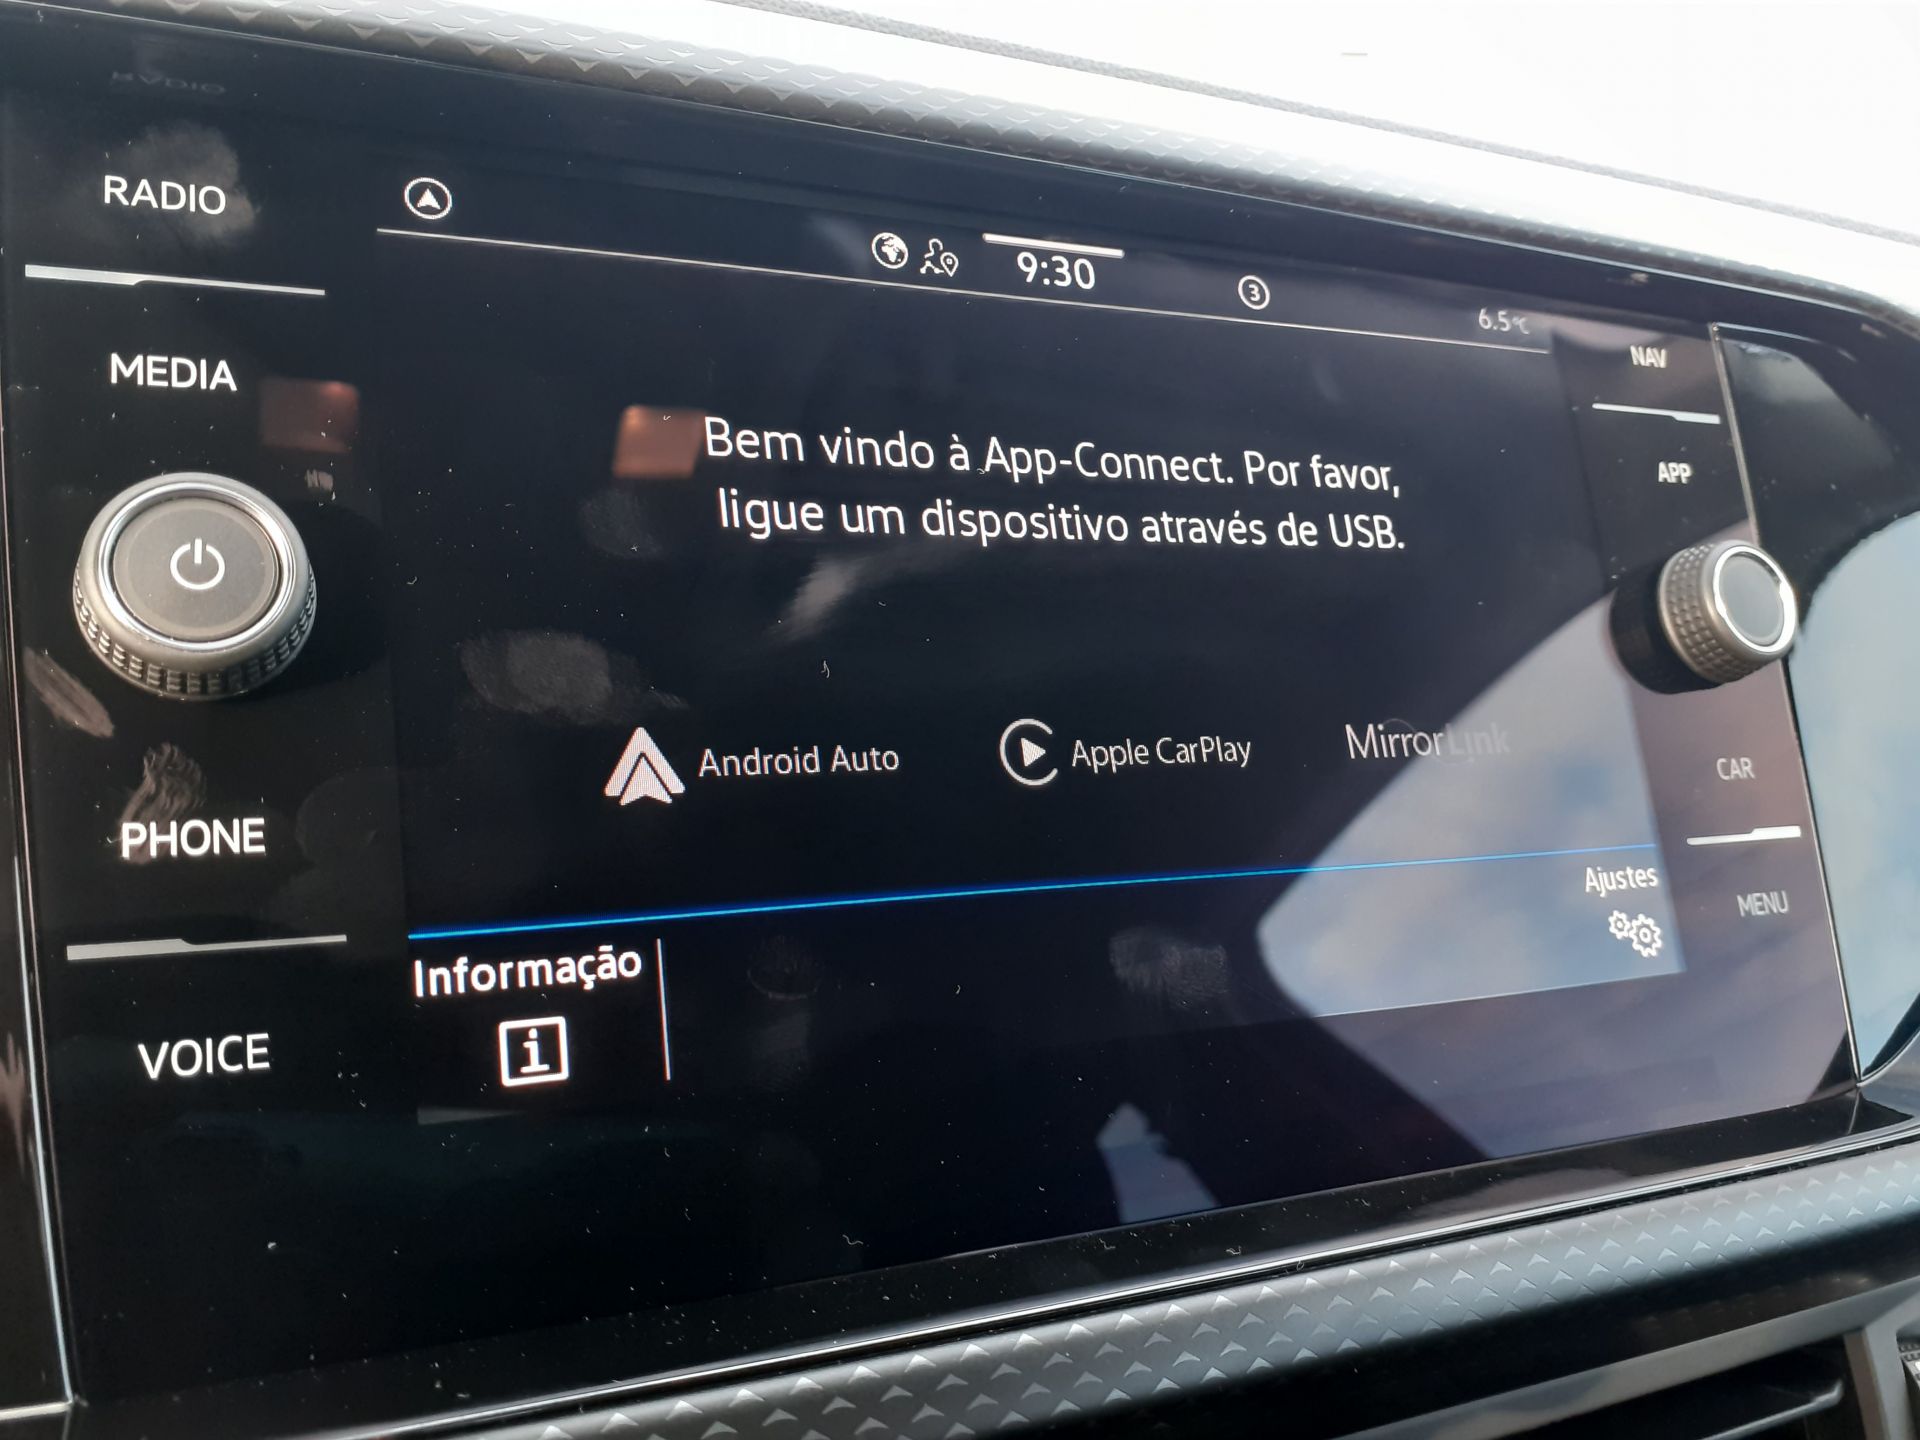 RADIO
MEDIA
PHONE
VOICE
9:30
3
6.5°C
Bem vindo à App-Connect. Por favor,
ligue um dispositivo através de USB.
Android Auto
Apple CarPlay
MirrorLink
Ajustes
Informação
i
NAV
APP
CAR
MENU